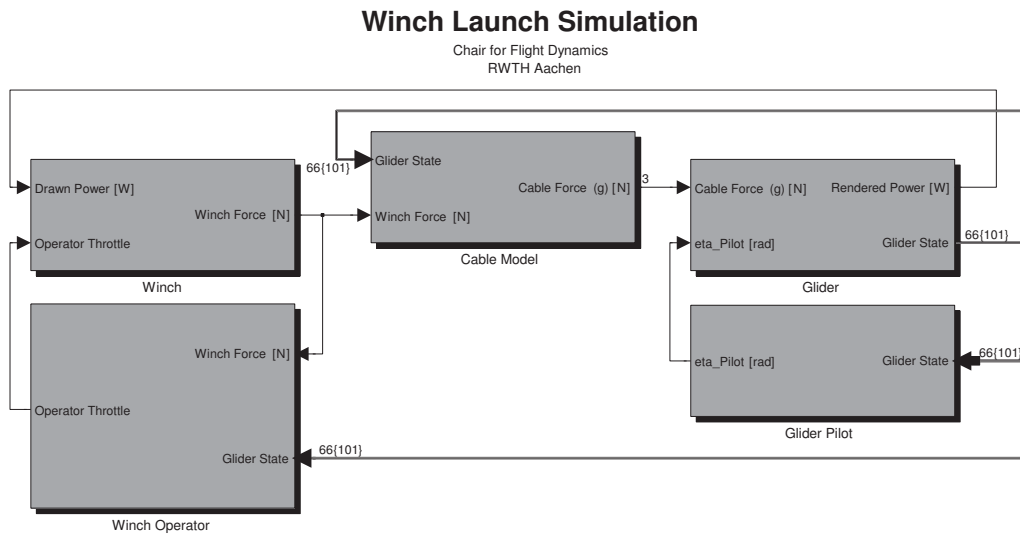 Winch Launch Simulation
Chair for Flight Dynamics
RWTH Aachen
Drawn Power [W]
Winch Force [N]
Operator Throttle
Winch
66{101}
Glider State
Cable Force (g) [N]
3
Winch Force [N]
Cable Model
Cable Force (g) [N]
Rendered Power [W]
eta_Pilot [rad]
Glider State
66{101}
Glider
Winch Force [N]
Operator Throttle
Glider State
66{101}
Winch Operator
eta_Pilot [rad]
Glider State
66{101}
Glider Pilot